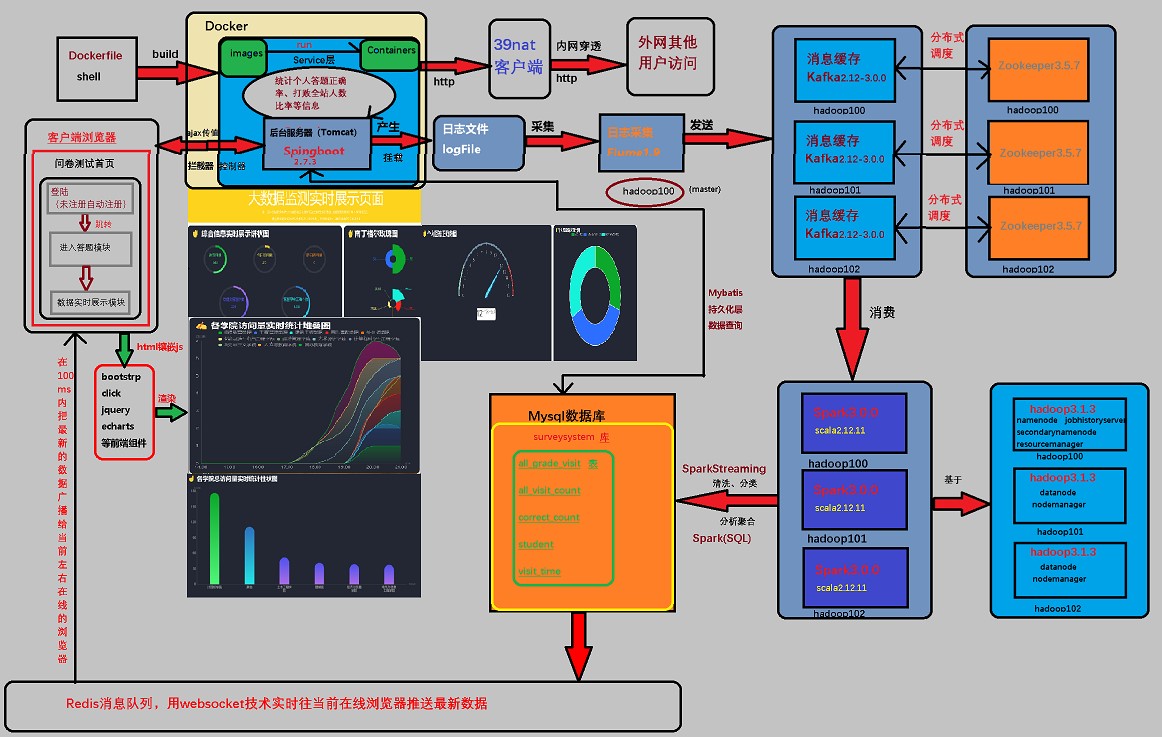 Dockerfile
shell
build
Docker
images
run
Containers
Service层
统计个人答题正确
率、打败全站人数
比率等信息
后台服务器（Tomcat）
Spingboot
2.7.3
ajax传值
拦截器
控制器
产生
挂载
http
39nat
客户端
内网穿透
http
外网其他
用户访问
日志文件
logFile
采集
日志采集
Flume1.9
发送
hadoop100
(master)
消息缓存
Kafka2.12-3.0.0
hadoop100
消息缓存
Kafka2.12-3.0.0
hadoop101
消息缓存
Kafka2.12-3.0.0
hadoop102
分布式
调度
分布式
调度
分布式
调度
Zookeeper3.5.7
hadoop100
Zookeeper3.5.7
hadoop101
Zookeeper3.5.7
hadoop102
客户端浏览器
问卷测试首页
登陆
（未注册自动注册）
跳转
进入答题模块
数据实时展示模块
html镶嵌js
bootstrp
click
jquery
echarts
等前端组件
渲染
在100ms内把最新的数据广播给当前左右在线的浏览器
大数据监测实时展示页面
综合信息实时展示饼状图
南丁格尔玫瑰图
各学院访问量实时统计堆叠图
18:00
19:00
20:00
21:00
各学院总访问量实时统计柱状图
Mybatis
持久化层
数据查询
消费
Mysql数据库
surveysystem 库
all_grade_visit 表
all_visit_count
correct_count
student
visit_time
SparkStreaming
清洗、分类
分析聚合
Spark(SQL)
Spark3.0.0
scala2.12.11
hadoop100
Spark3.0.0
scala2.12.11
hadoop101
Spark3.0.0
scala2.12.11
hadoop102
基于
hadoop3.1.3
namenode jobhistoryserver
secondarynamenode
resourcemanager
hadoop100
hadoop3.1.3
datanode
nodemanager
hadoop101
hadoop3.1.3
datanode
nodemanager
hadoop102
Redis消息队列，用websocket技术实时往当前在线浏览器推送最新数据